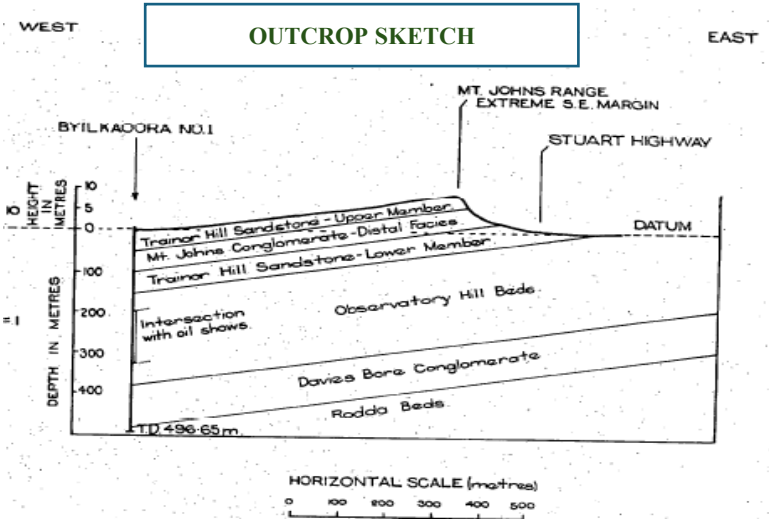 WEST
OUTCROP SKETCH
EAST
MT. JOHNS RANGE
EXTREME S.E. MARGIN
BYILKAOORA NO.1
STUART HIGHWAY
HEIGHT IN METRES
10
5
0
DATUM
Trainor Hill Sandstone - Upper Member
Mt. Johns Conglomerate - Distal Facies
Trainor Hill Sandstone - Lower Member
DEPTH IN METRES
100
200
300
400
Intersection
with oil shows.
Observatory Hill Beds.
Davies Bore Conglomerate
Rodda Beds
T.D. 496.65m.
HORIZONTAL SCALE (metres)
0 100 200 300 400 500